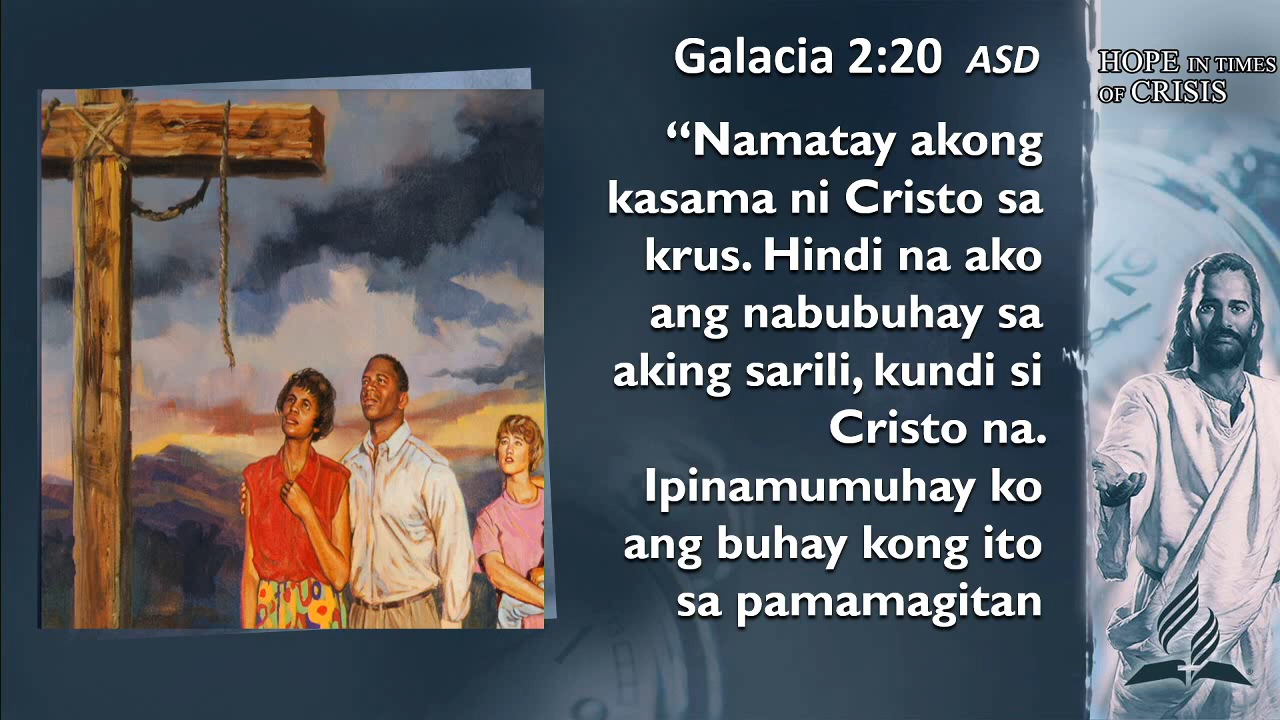 Galacia 2:20 ASD
“Namatay akong
kasama ni Cristo sa
krus. Hindi na ako
ang nabubuhay sa
aking sarili, kundi si
Cristo na.
Ipinamumuhay ko
ang buhay kong ito
sa pamamagitan
HOPE IN TIMES
OF CRISIS
12